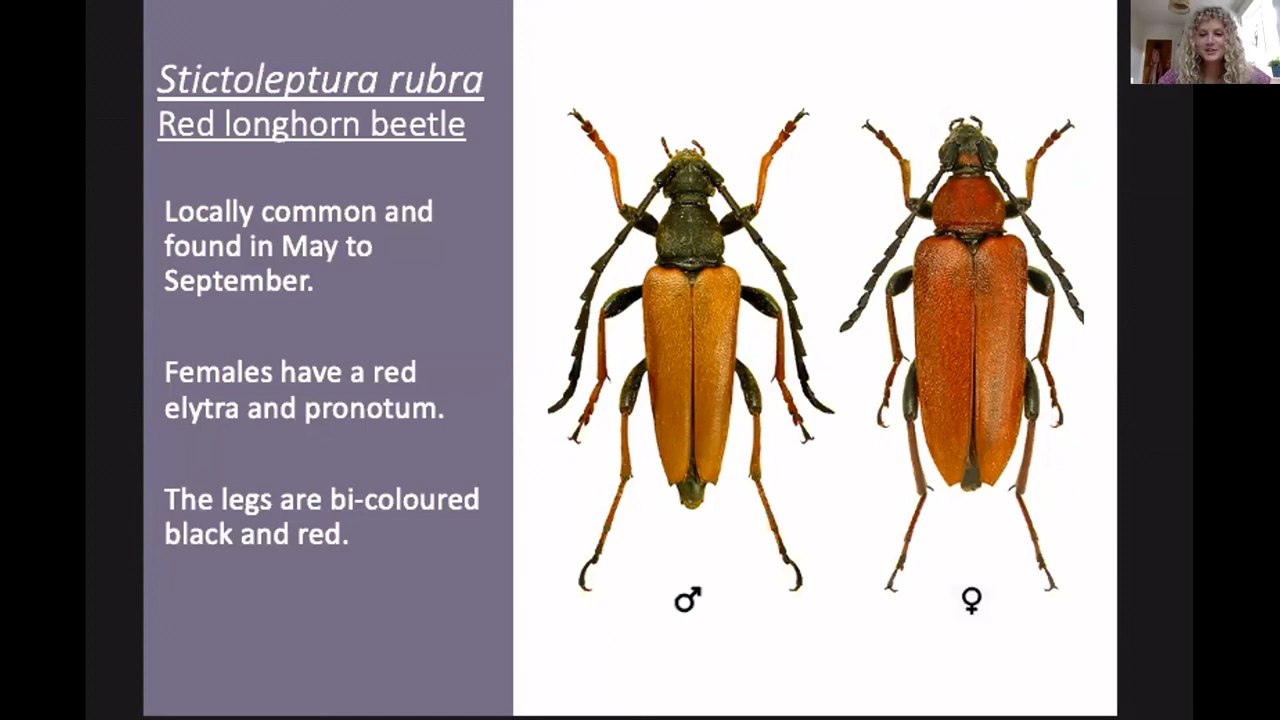 Stictoleptura rubra
Red longhorn beetle
Locally common and
found in May to
September.
Females have a red
elytra and pronotum.
The legs are bi-coloured
black and red.
♂
♀